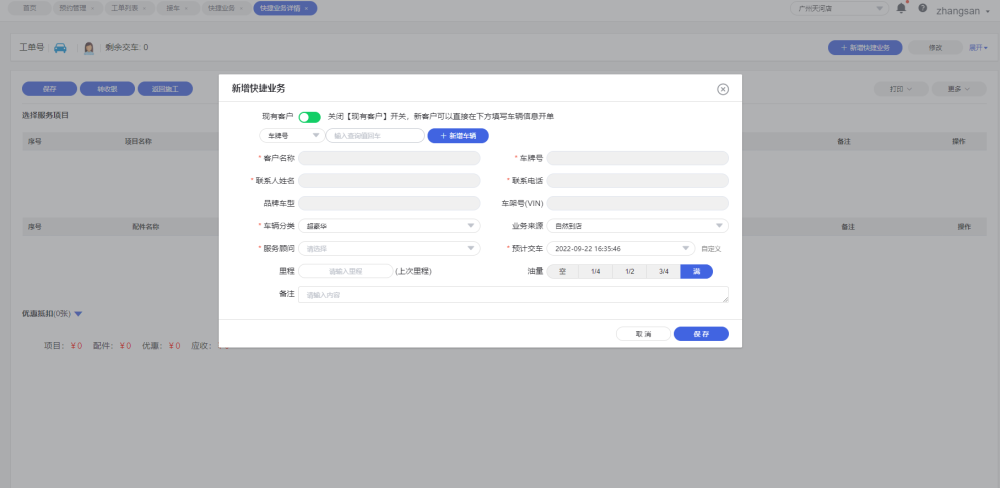 首页 预约管理 工单列表 接车 快捷业务 快捷业务详情 广州天河店 zhangsan
工单号 剩余交车: 0 + 新增快捷业务 修改 展开
保存 转收银 返回施工 打印 更多
选择服务项目
序号 项目名称 备注 操作
序号 配件名称 备注 操作
优惠抵扣(0张)
项目: ¥0 配件: ¥0 优惠: ¥0 应收:
新增快捷业务
现有客户 关闭【现有客户】开关，新客户可以直接在下方填写车辆信息开单
车牌号 + 新增车辆
* 客户名称 * 车牌号
* 联系人姓名 * 联系电话
品牌车型 车架号(VIN)
* 车辆分类 超豪华 业务来源 自然到店
* 服务顾问 请选择 * 预计交车 2022-09-22 16:35:46 自定义
里程 请输入里程 (上次里程) 油量 空 1/4 1/2 3/4 满
备注 请输入内容
取 消 保 存